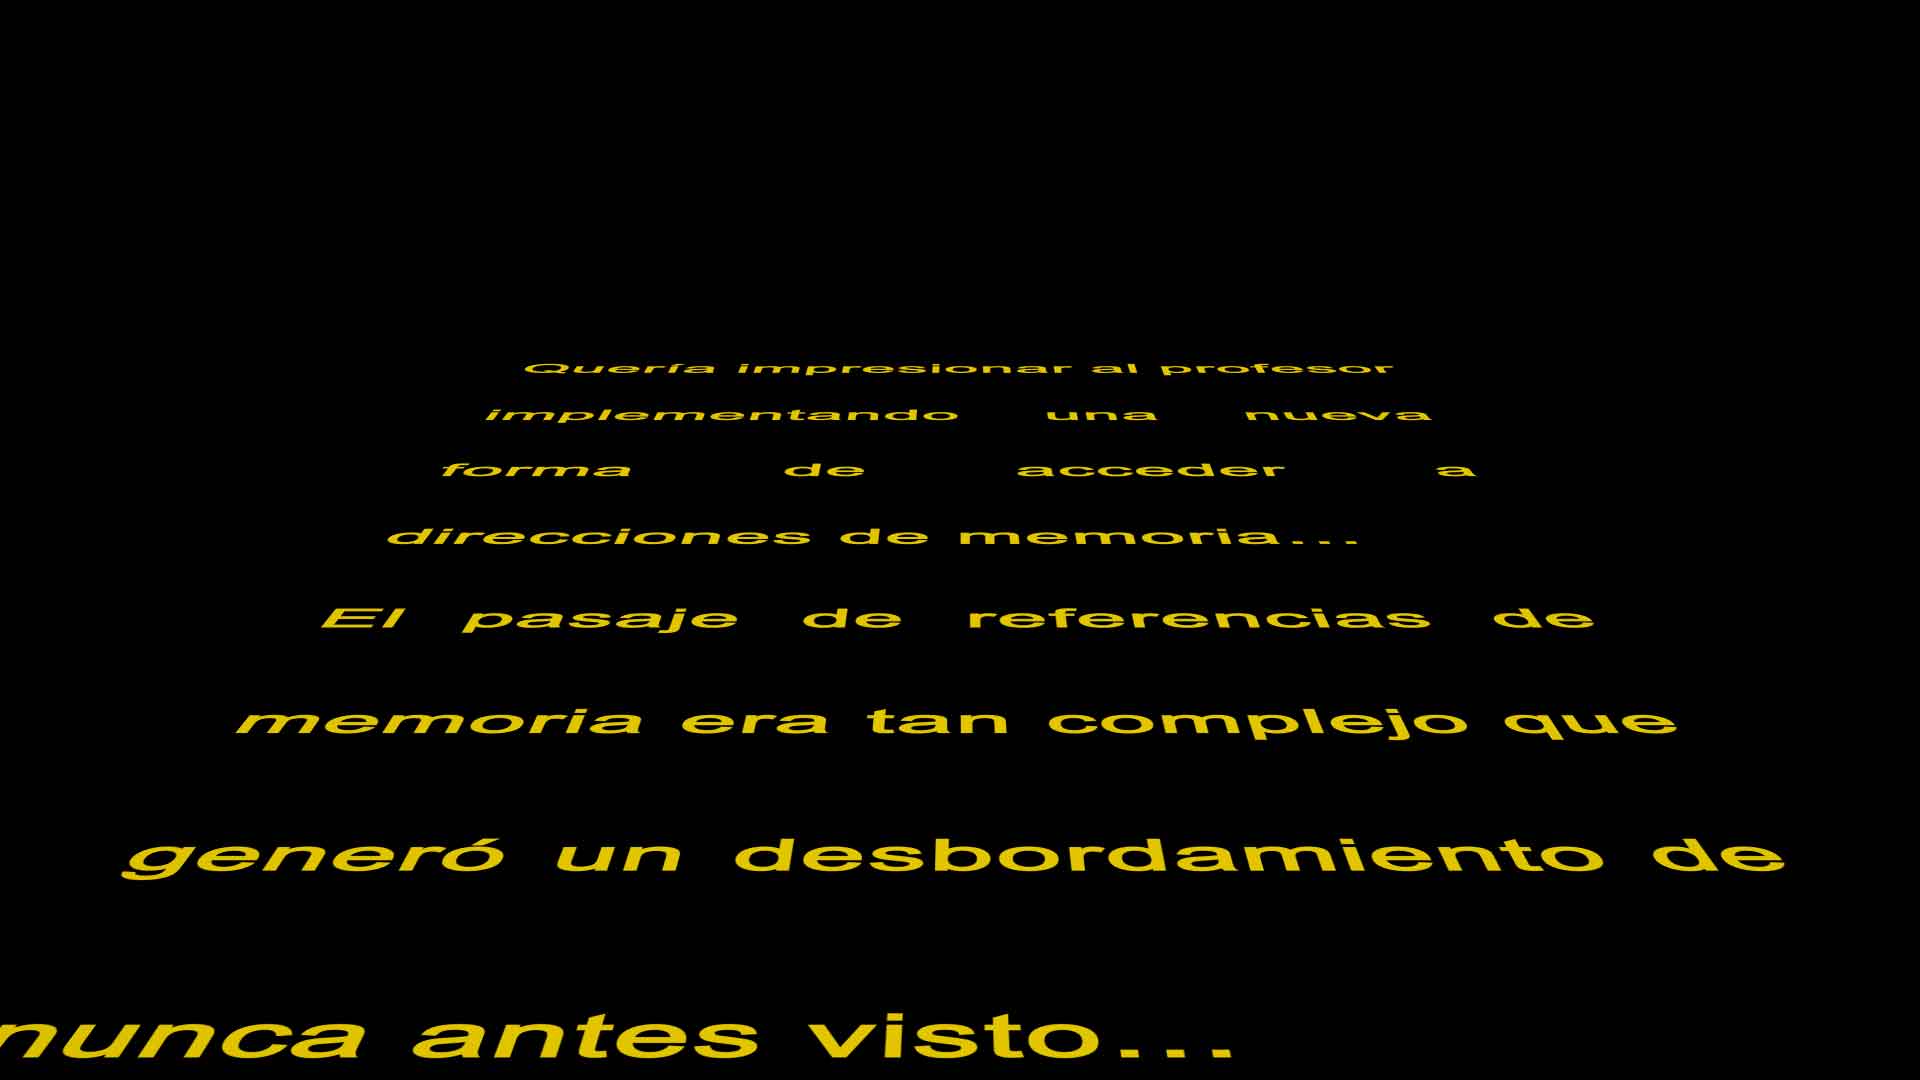 Quería impresionar al profesor
implementando una nueva
forma de acceder a
direcciones de memoria...
El pasaje de referencias de
memoria era tan complejo que
generó un desbordamiento de
nunca antes visto...